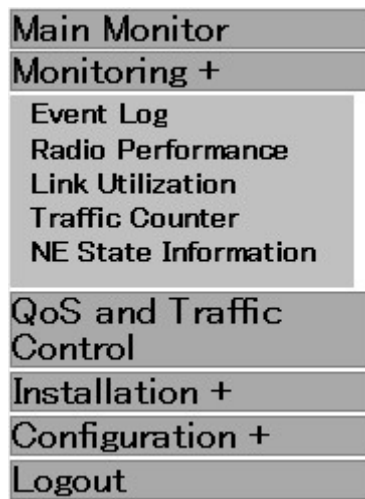 Main Monitor
Monitoring +
Event Log
Radio Performance
Link Utilization
Traffic Counter
NE State Information
QoS and Traffic
Control
Installation +
Configuration +
Logout